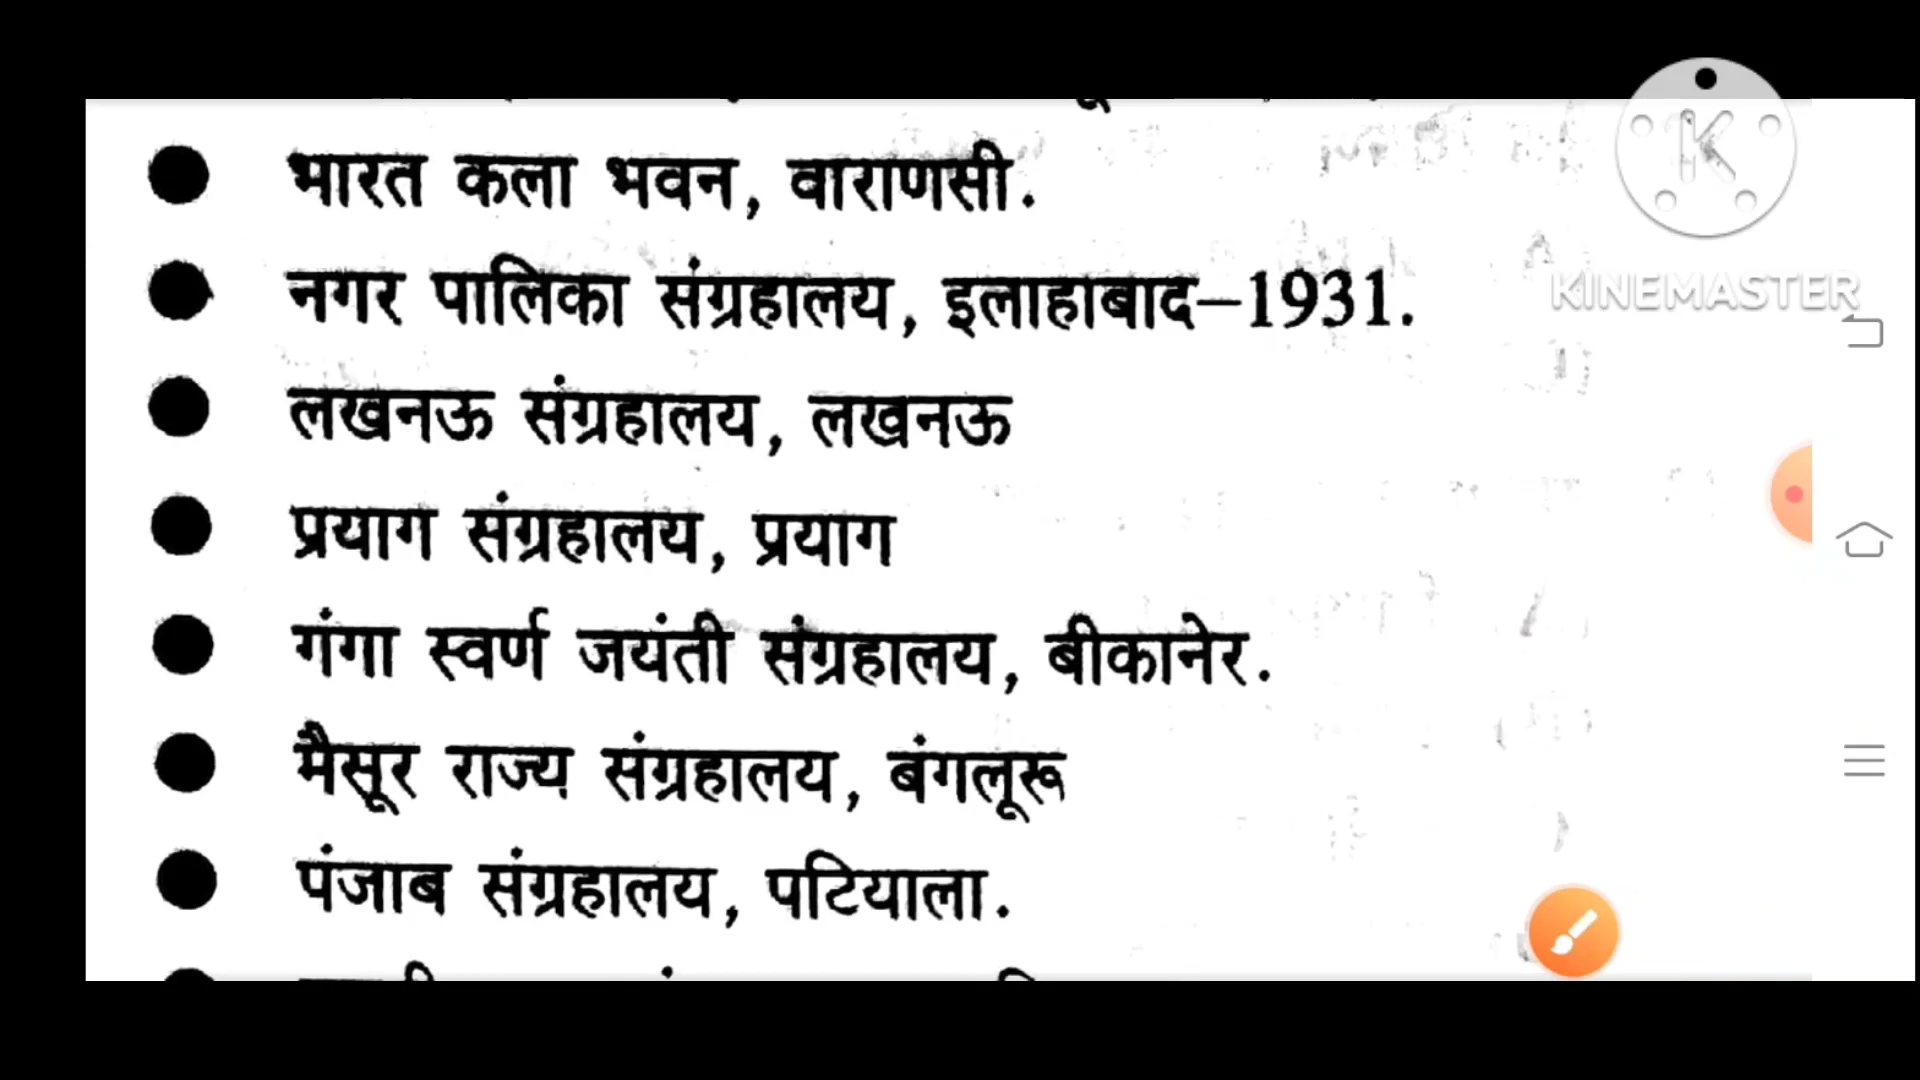 ● भारत कला भवन, वाराणसी.
● नगर पालिका संग्रहालय, इलाहाबाद–1931.
KINEMASTER
● लखनऊ संग्रहालय, लखनऊ
● प्रयाग संग्रहालय, प्रयाग
● गंगा स्वर्ण जयंती संग्रहालय, बीकानेर.
● मैसूर राज्य संग्रहालय, बंगलूरू
● पंजाब संग्रहालय, पटियाला.